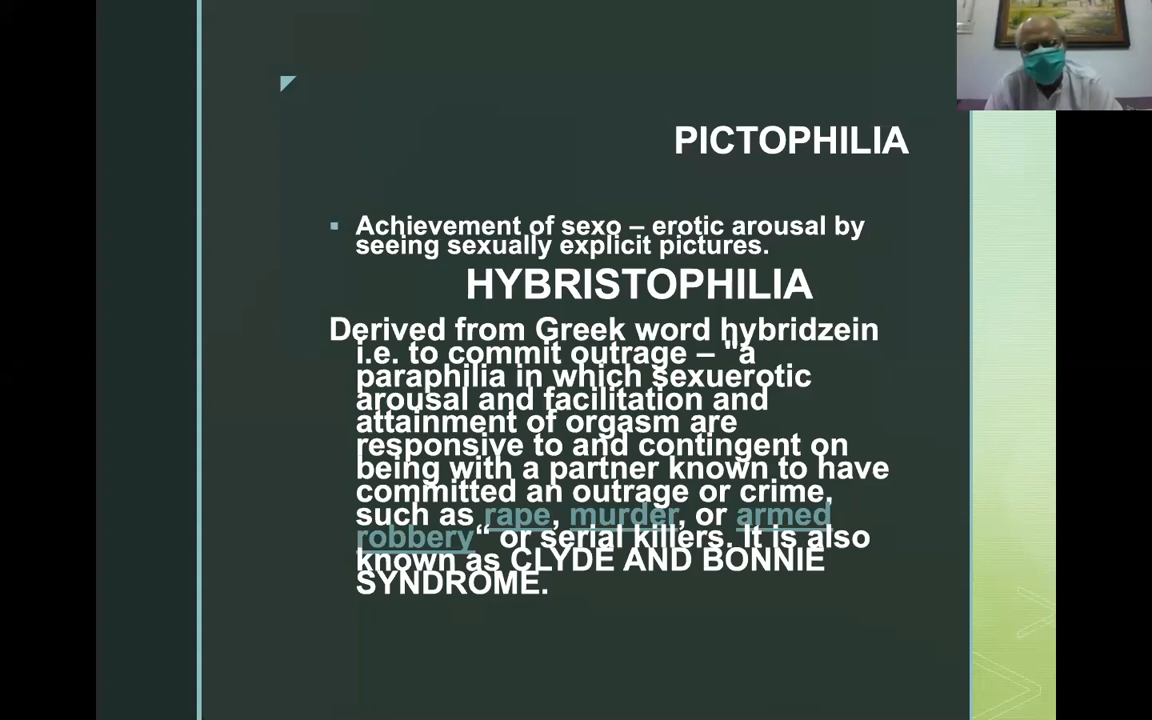 PICTOPHILIA
▪ Achievement of sexo – erotic arousal by
seeing sexually explicit pictures.
HYBRISTOPHILIA
Derived from Greek word hybridzein
i.e. to commit outrage – "a
paraphilia in which sexuerotic
arousal and facilitation and
attainment of orgasm are
responsive to and contingent on
being with a partner known to have
committed an outrage or crime,
such as rape, murder, or armed
robbery“ or serial killers. It is also
known as CLYDE AND BONNIE
SYNDROME.